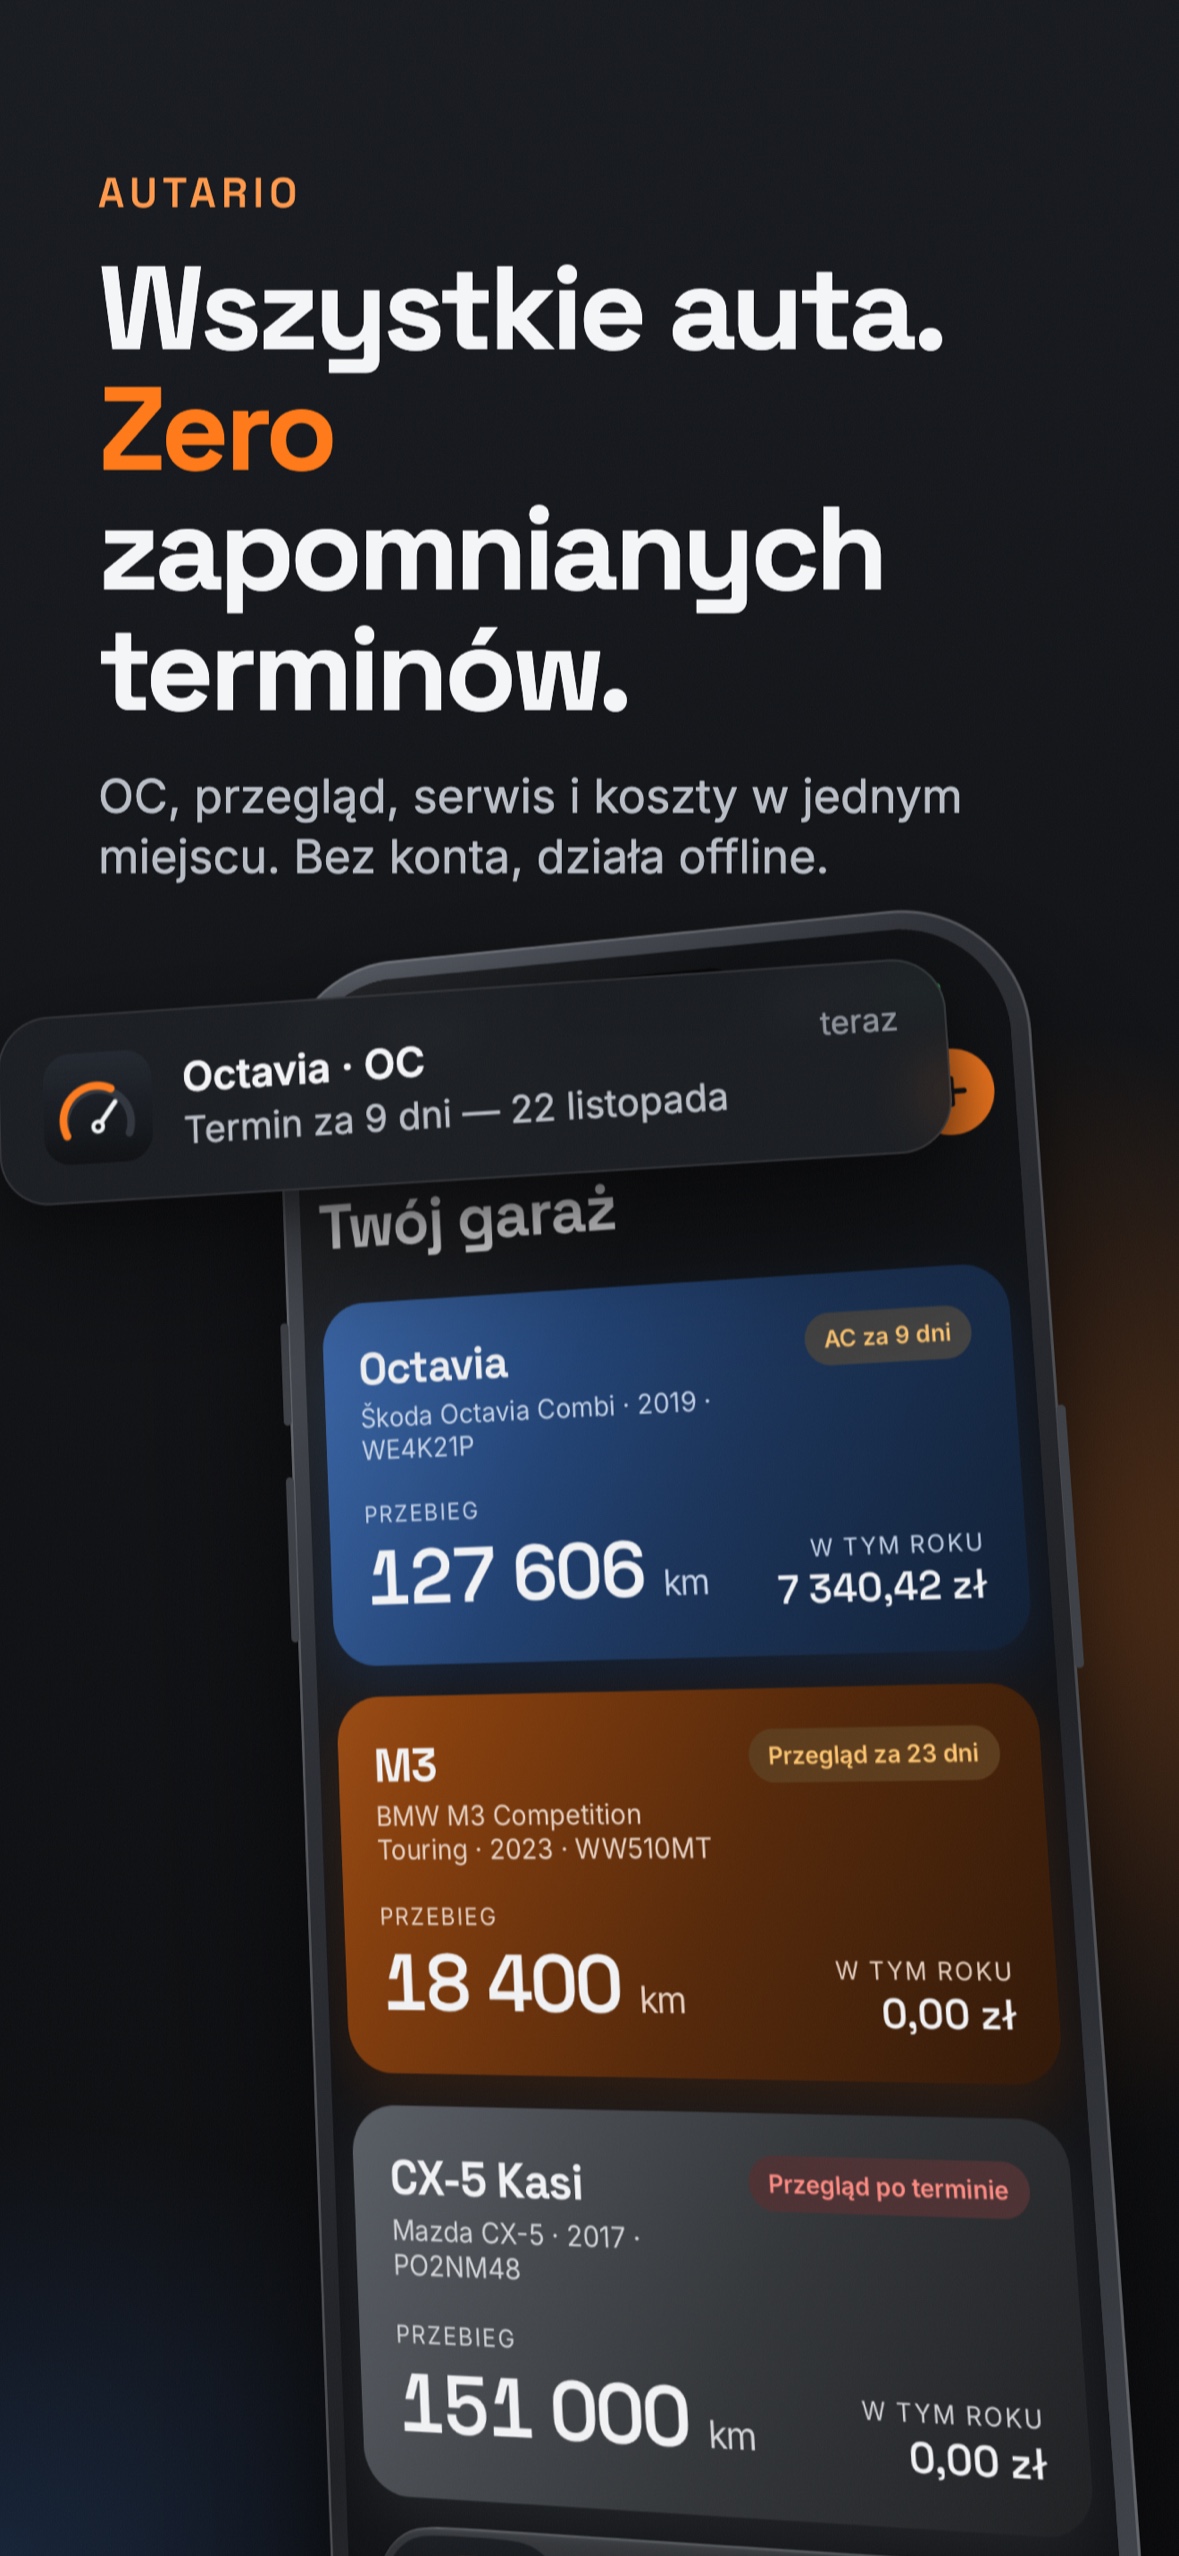 AUTARIO
Wszystkie auta.
Zero
zapomnianych
terminów.
OC, przegląd, serwis i koszty w jednym
miejscu. Bez konta, działa offline.
teraz
Octavia · OC
Termin za 9 dni — 22 listopada
Twój garaż
Octavia
AC za 9 dni
Škoda Octavia Combi · 2019 ·
WE4K21P
PRZEBIEG
127 606 km
W TYM ROKU
7 340,42 zł
M3
Przegląd za 23 dni
BMW M3 Competition
Touring · 2023 · WW510MT
PRZEBIEG
18 400 km
W TYM ROKU
0,00 zł
CX-5 Kasi
Przegląd po terminie
Mazda CX-5 · 2017 ·
PO2NM48
PRZEBIEG
151 000 km
W TYM ROKU
0,00 zł